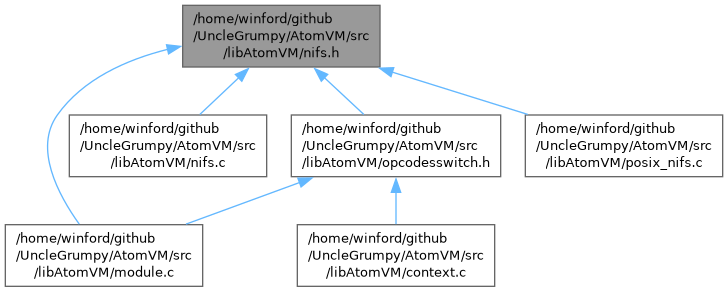 /home/winford/github
/UncleGrumpy/AtomVM/src
/libAtomVM/nifs.h
/home/winford/github
/UncleGrumpy/AtomVM/src
/libAtomVM/nifs.c
/home/winford/github
/UncleGrumpy/AtomVM/src
/libAtomVM/opcodesswitch.h
/home/winford/github
/UncleGrumpy/AtomVM/src
/libAtomVM/posix_nifs.c
/home/winford/github
/UncleGrumpy/AtomVM/src
/libAtomVM/module.c
/home/winford/github
/UncleGrumpy/AtomVM/src
/libAtomVM/context.c